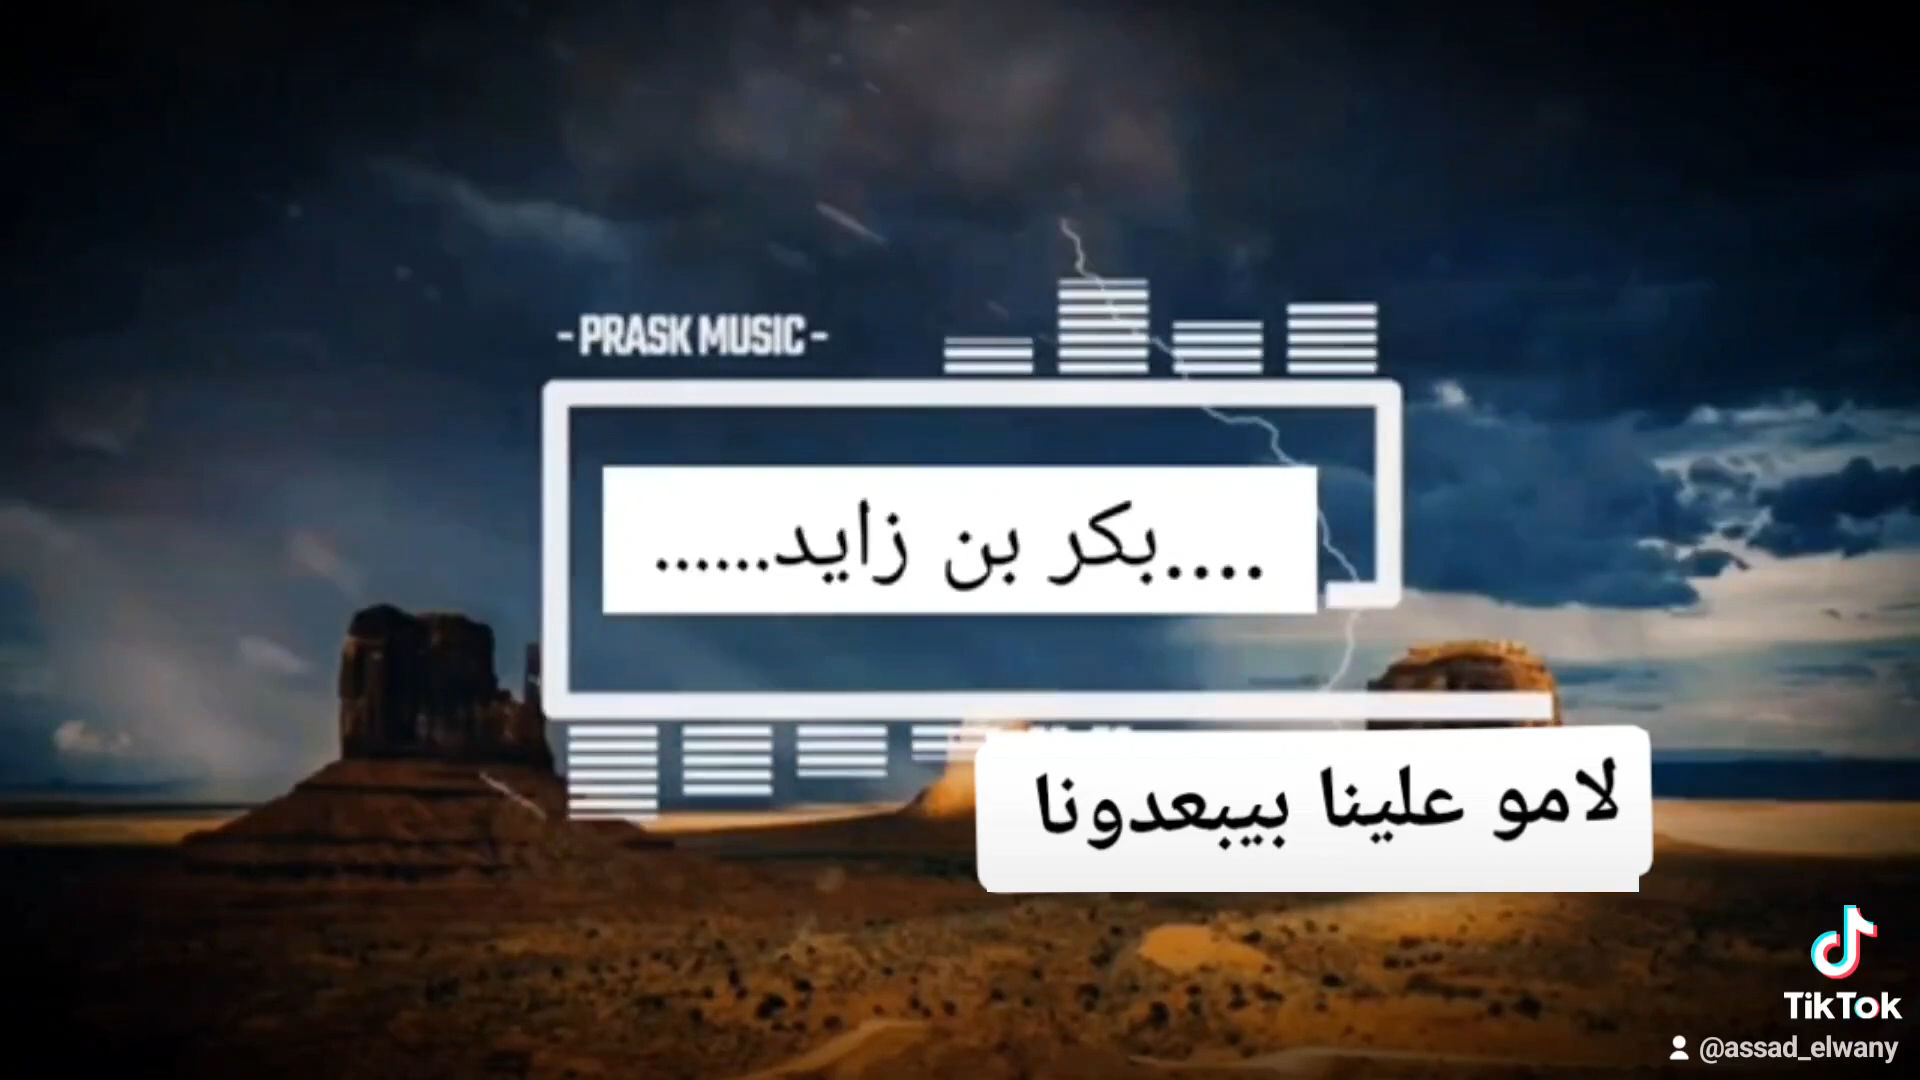 - PRASK MUSIC -
....بكر بن زايد......
لامو علينا بيبعدونا
TikTok
@assad_elwany